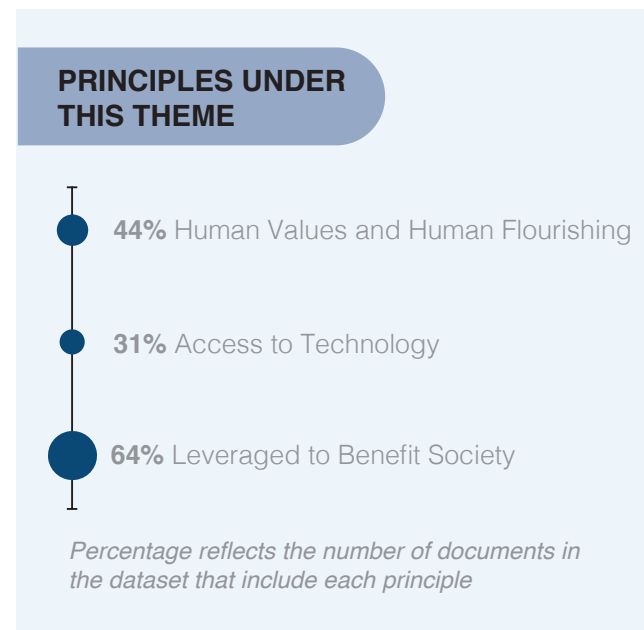 PRINCIPLES UNDER
THIS THEME
44% Human Values and Human Flourishing
31% Access to Technology
64% Leveraged to Benefit Society
Percentage reflects the number of documents in
the dataset that include each principle